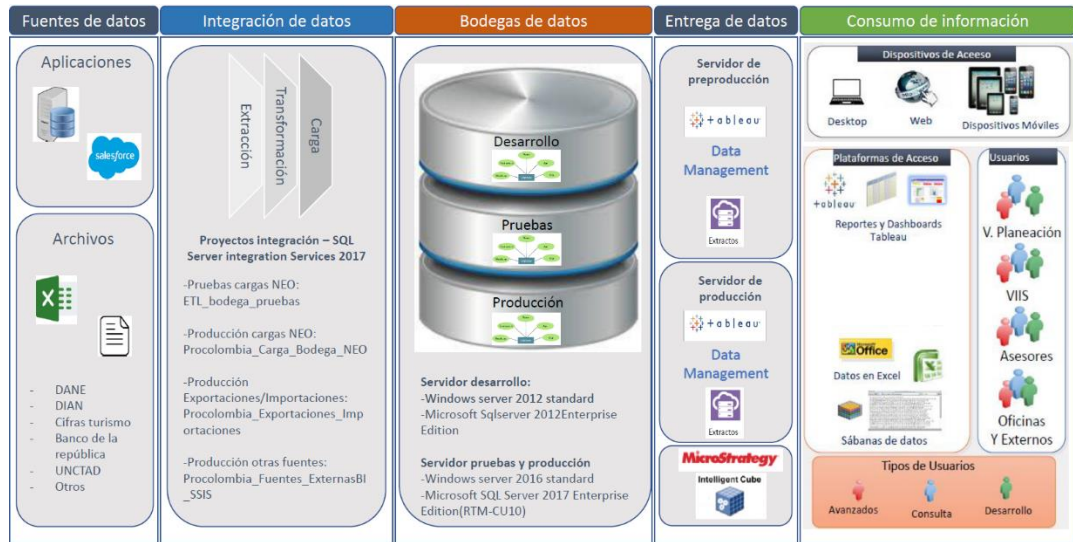 Fuentes de datos
Aplicaciones
salesforce
Archivos
- DANE
- DIAN
- Cifras turismo
- Banco de la
república
- UNCTAD
- Otros
Integración de datos
Extracción
Transformación
Carga
Proyectos integración – SQL
Server integration Services 2017
-Pruebas cargas NEO:
ETL_bodega_pruebas
-Producción cargas NEO:
Procolombia_Carga_Bodega_NEO
-Producción
Exportaciones/Importaciones:
Procolombia_Exportaciones_Imp
ortaciones
-Producción otras fuentes:
Procolombia_Fuentes_ExternasBI
_SSIS
Bodegas de datos
Desarrollo
Pruebas
Producción
Servidor desarrollo:
-Windows server 2012 standard
-Microsoft Sqlserver 2012Enterprise
Edition
Servidor pruebas y producción
-Windows server 2016 standard
-Microsoft SQL Server 2017 Enterprise
Edition(RTM-CU10)
Entrega de datos
Servidor de
preproducción
+ a b l e a u
Data
Management
Extractos
Servidor de
producción
+ a b l e a u
Data
Management
Extractos
MicroStrategy
Intelligent Cube
Consumo de información
Dispositivos de Acceso
Desktop
Web
Dispositivos Móviles
Plataformas de Acceso
+ a b l e a u
Reportes y Dashboards
Tableau
Microsoft
Office
Datos en Excel
Sábanas de datos
Usuarios
V. Planeación
VIIS
Asesores
Oficinas
Y Externos
Tipos de Usuarios
Avanzados
Consulta
Desarrollo